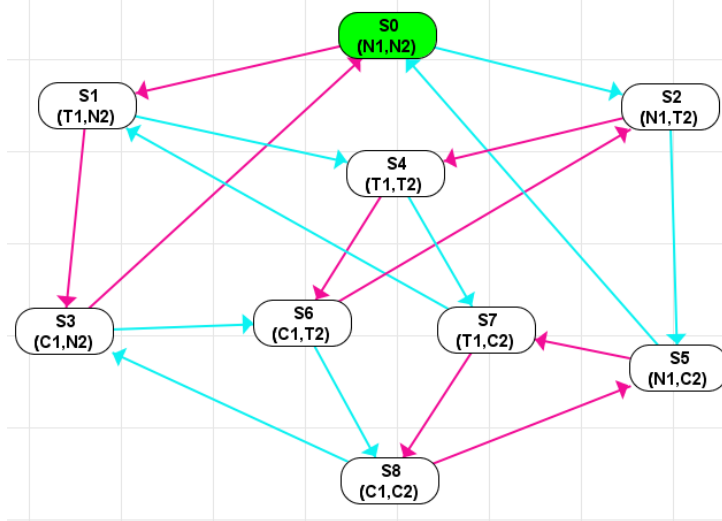 S0
(N1,N2)
S1
(T1,N2)
S2
(N1,T2)
S4
(T1,T2)
S3
(C1,N2)
S6
(C1,T2)
S7
(T1,C2)
S5
(N1,C2)
S8
(C1,C2)